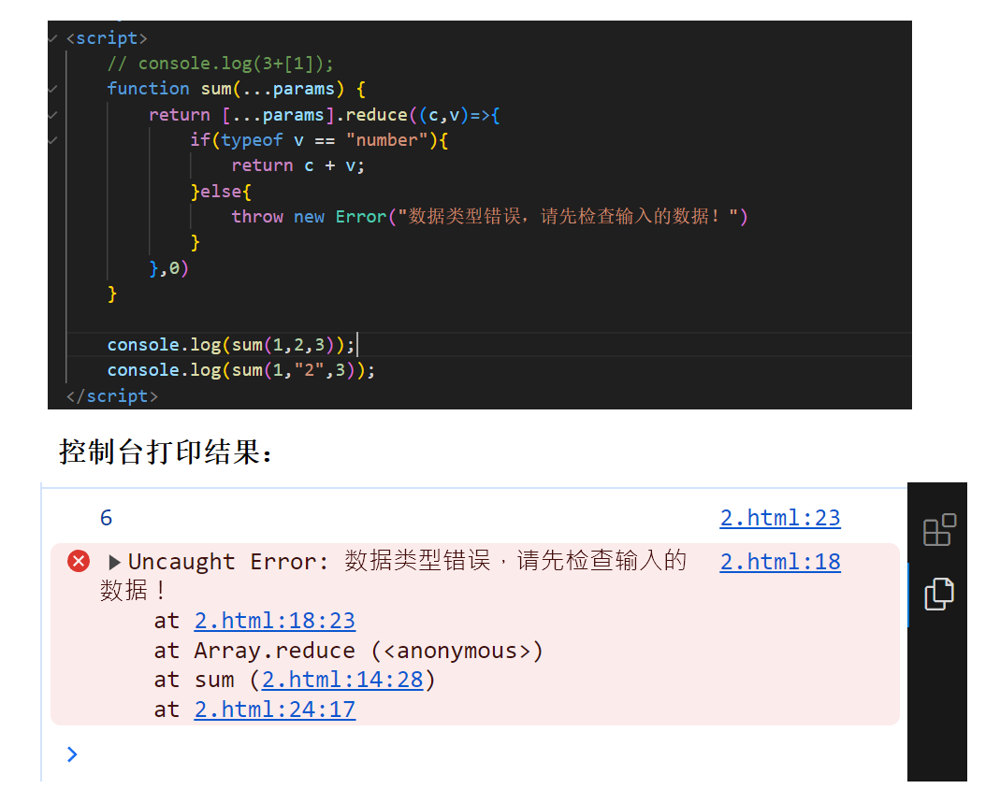 <script>
// console.log(3+[1]);
function sum(...params) {
return [...params].reduce((c,v)=>{
if(typeof v == "number"){
return c + v;
}else{
throw new Error("数据类型错误，请先检查输入的数据！")
}
},0)
}
console.log(sum(1,2,3));
console.log(sum(1,"2",3));
</script>
控制台打印结果：
6 2.html:23
Uncaught Error: 数据类型错误，请先检查输入的 2.html:18
数据！
at 2.html:18:23
at Array.reduce (<anonymous>)
at sum (2.html:14:28)
at 2.html:24:17